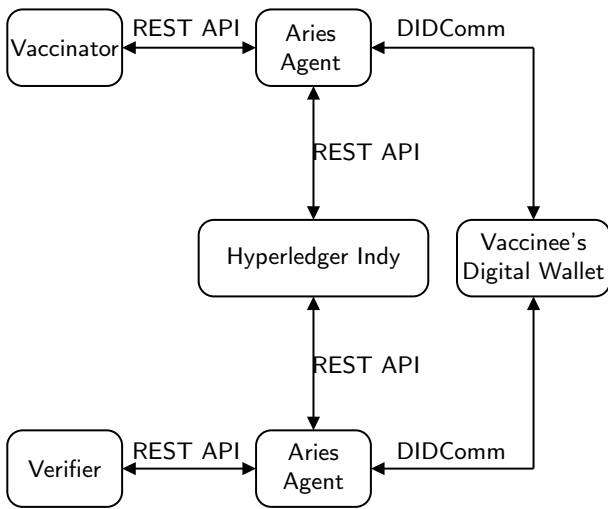 REST API
DIDComm
Vaccinator
Aries
Agent
REST API
Hyperledger Indy
Vaccinee's
Digital Wallet
REST API
REST API
DIDComm
Verifier
Aries
Agent